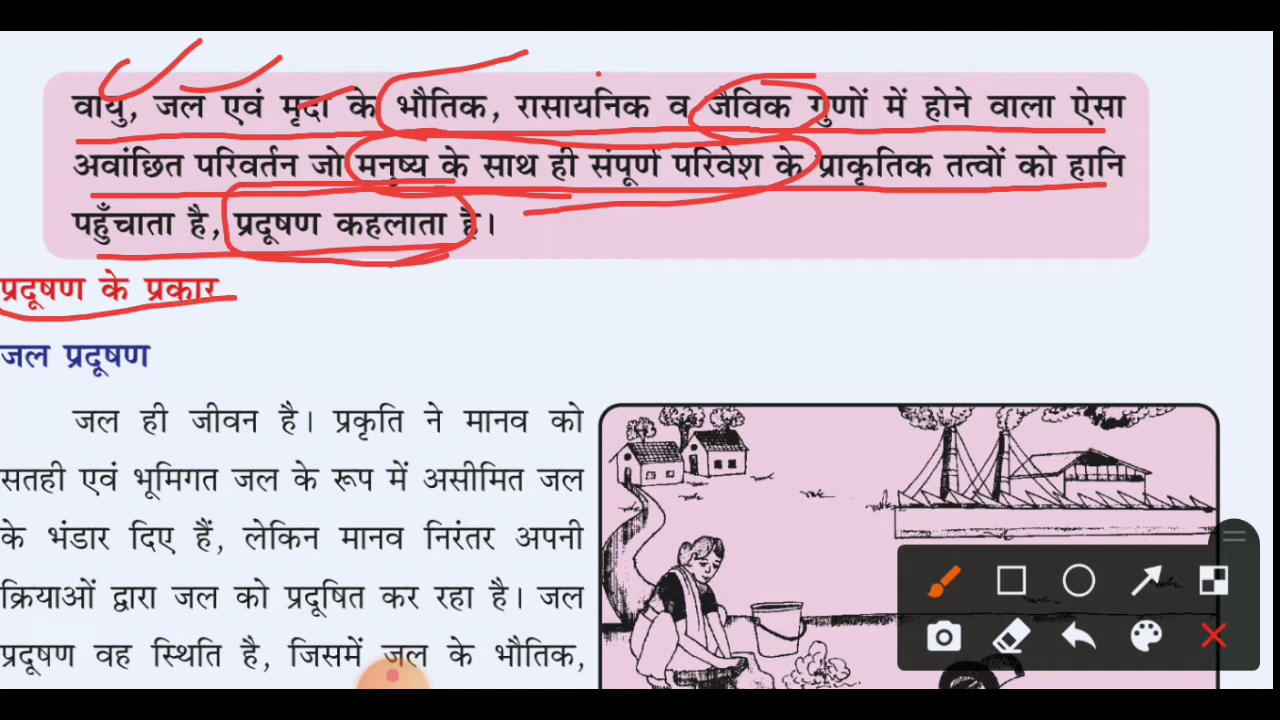 वायु, जल एवं मृदा के भौतिक, रासायनिक व जैविक गुणों में होने वाला ऐसा
अवांछित परिवर्तन जो मनुष्य के साथ ही संपूर्ण परिवेश के प्राकृतिक तत्वों को हानि
पहुँचाता है, प्रदूषण कहलाता है।
प्रदूषण के प्रकार
जल प्रदूषण
जल ही जीवन है। प्रकृति ने मानव को
सतही एवं भूमिगत जल के रूप में असीमित जल
के भंडार दिए हैं, लेकिन मानव निरंतर अपनी
क्रियाओं द्वारा जल को प्रदूषित कर रहा है। जल
प्रदूषण वह स्थिति है, जिसमें जल के भौतिक,